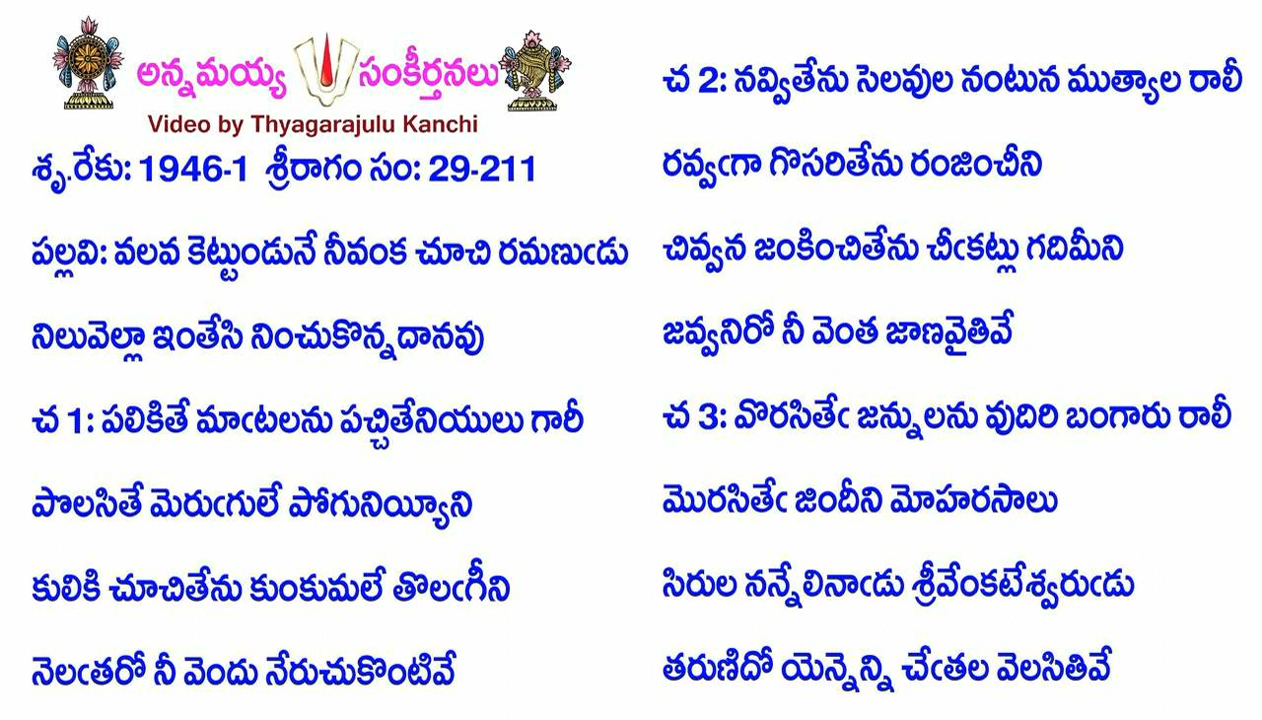 అన్నమయ్య సంకీర్తనలు
Video by Thyagarajulu Kanchi
శృ.రేకు: 1946-1 శ్రీరాగం సం: 29-211
పల్లవి: వలవ కెట్టుండునే నీవంక చూచి రమణుఁడు
నిలువెల్లా ఇంతేసి నించుకొన్నదానవు
చ 1: పలికితే మాఁటలను పచ్చితేనియులు గారీ
పొలసితే మెరుఁగులే పోగునియ్యీని
కులికి చూచితేను కుంకుమలే తొలఁగీని
నెలఁతరో నీ వెందు నేరుచుకొంటివే
చ 2: నవ్వితేను సెలవుల నంటున ముత్యాల రాలీ
రవ్వఁగా గొసరితేను రంజించీని
చివ్వన జంకించితేను చీఁకట్లు గదిమీని
జవ్వనిరో నీ వెంత జాణవైతివే
చ 3: వొరసితేఁ జన్నులను వుదిరి బంగారు రాలీ
మొరసితేఁ జిందీని మోహరసాలు
సిరుల నన్నేలినాఁడు శ్రీవేంకటేశ్వరుఁడు
తరుణిదో యెన్నెన్ని చేఁతల వెలసితివే